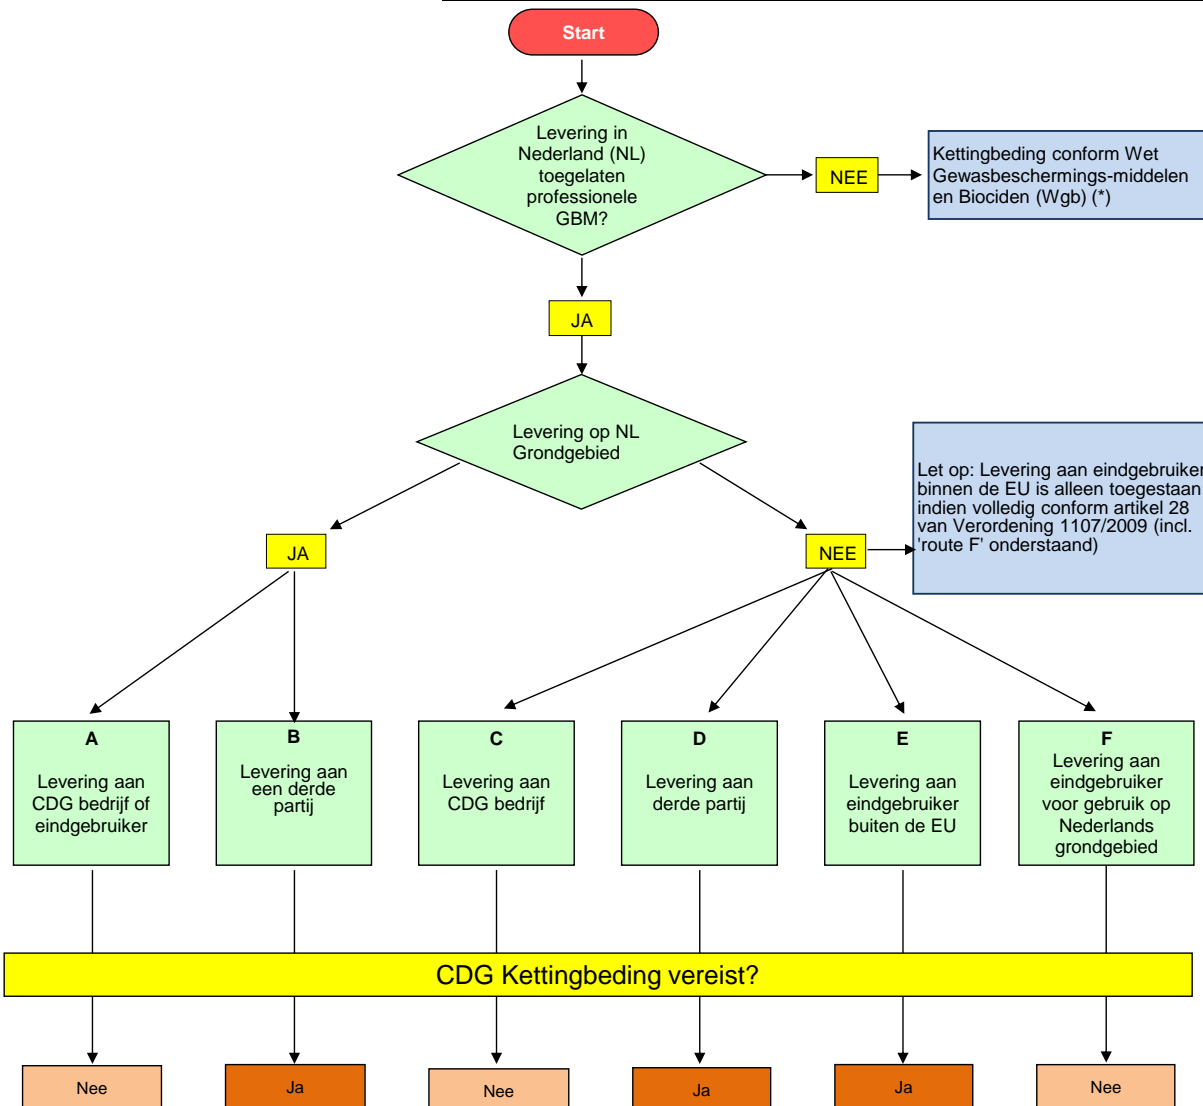 Start
Levering in
Nederland (NL)
toegelaten
professionele
GBM?
NEE
Kettingbeding conform Wet
Gewasbeschermings-middelen
en Biociden (Wgb) (*)
JA
Levering op NL
Grondgebied
Let op: Levering aan eindgebruiker
binnen de EU is alleen toegestaan
indien volledig conform artikel 28
van Verordening 1107/2009 (incl.
'route F' onderstaand)
JA
NEE
A
Levering aan
CDG bedrijf of
eindgebruiker
B
Levering aan
een derde
partij
C
Levering aan
CDG bedrijf
D
Levering aan
derde partij
E
Levering aan
eindgebruiker
buiten de EU
F
Levering aan
eindgebruiker
voor gebruik op
Nederlands
grondgebied
CDG Kettingbeding vereist?
Nee
Ja
Nee
Ja
Ja
Nee